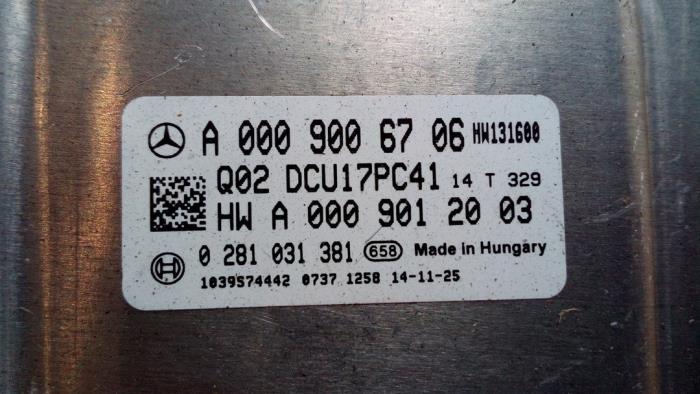 A 000 900 67 06 HW131600
Q02 DCU17PC41 14 T 329
HW A 000 901 20 03
0 281 031 381 658 Made in Hungary
1039S74442 0737 1258 14-11-25